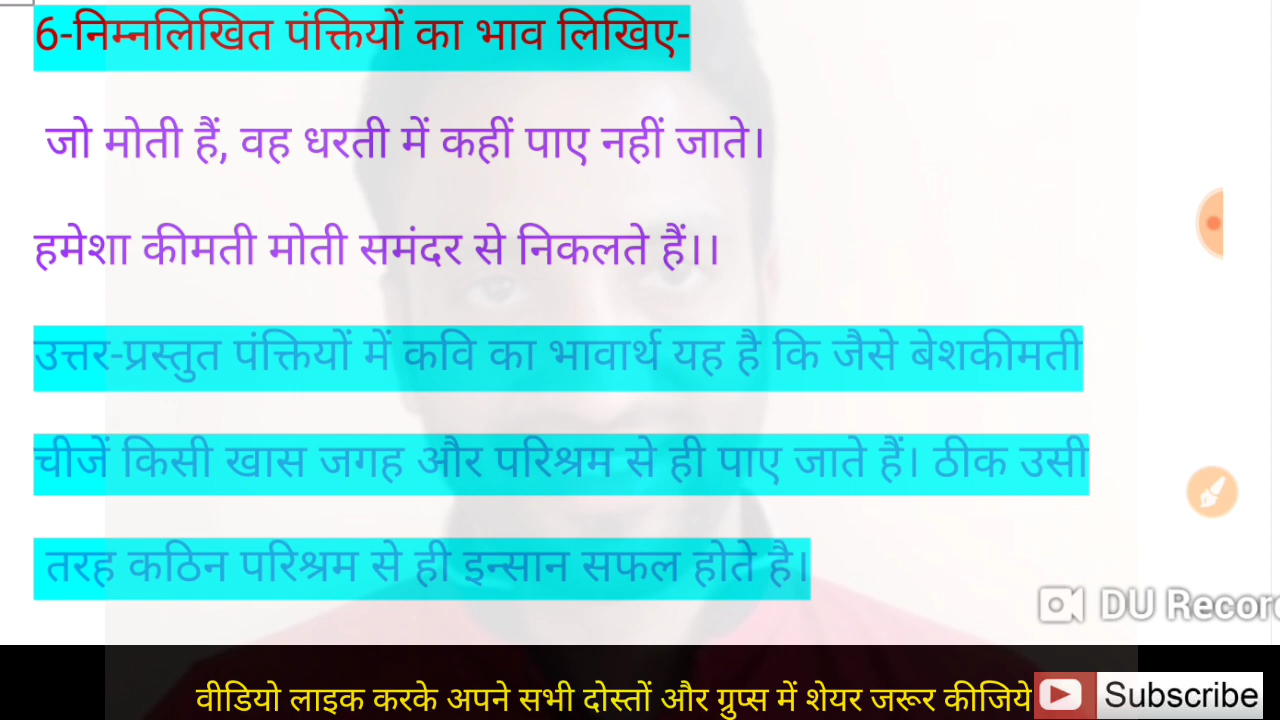 6-निम्नलिखित पंक्तियों का भाव लिखिए-
जो मोती हैं, वह धरती में कहीं पाए नहीं जाते।
हमेशा कीमती मोती समंदर से निकलते हैं।।
उत्तर-प्रस्तुत पंक्तियों में कवि का भावार्थ यह है कि जैसे बेशकीमती
चीजें किसी खास जगह और परिश्रम से ही पाए जाते हैं। ठीक उसी
तरह कठिन परिश्रम से ही इन्सान सफल होते है।
DU Record
वीडियो लाइक करके अपने सभी दोस्तों और ग्रुप्स में शेयर जरूर कीजिये
Subscribe